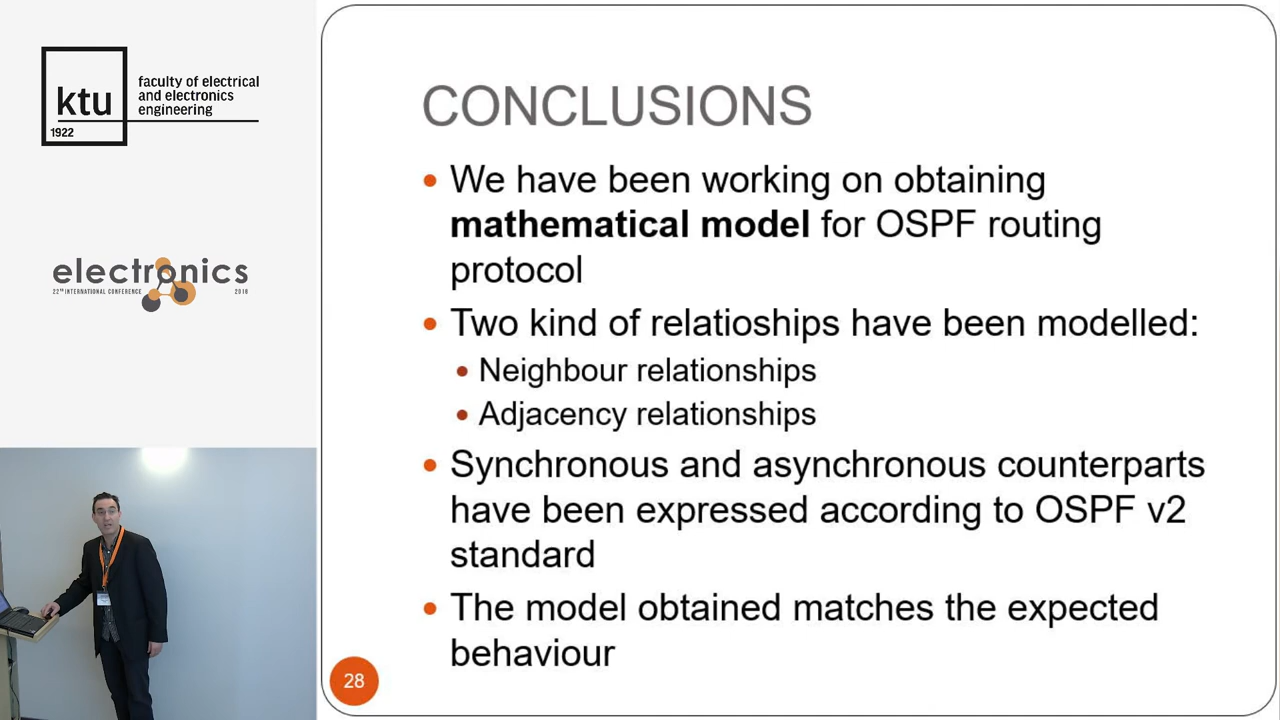 ktu
1922
faculty of electrical
and electronics
engineering
electronics
22ND INTERNATIONAL CONFERENCE 2018
CONCLUSIONS
• We have been working on obtaining
mathematical model for OSPF routing
protocol
• Two kind of relatioships have been modelled:
• Neighbour relationships
• Adjacency relationships
• Synchronous and asynchronous counterparts
have been expressed according to OSPF v2
standard
• The model obtained matches the expected
behaviour
28